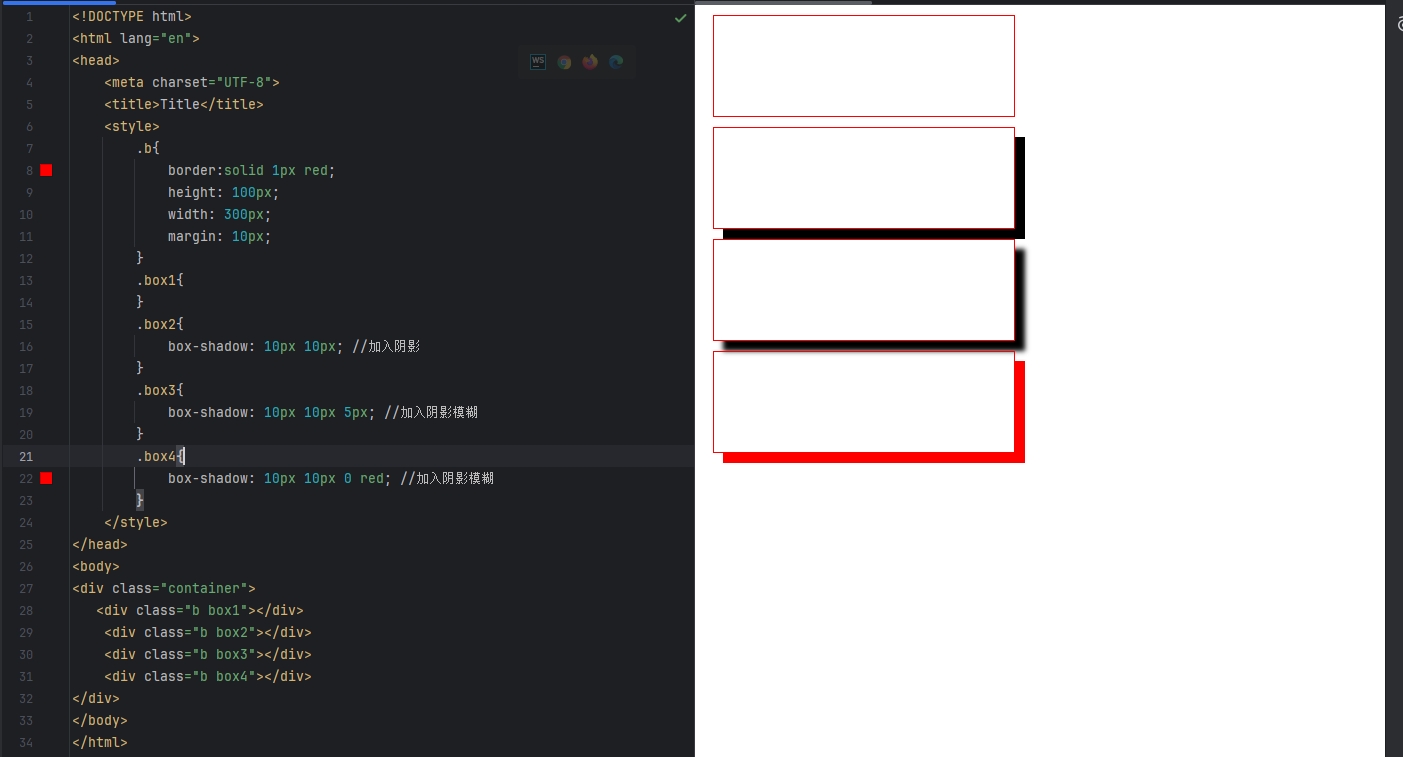 1 <!DOCTYPE html>
2 <html lang="en">
3 <head>
4 <meta charset="UTF-8">
5 <title>Title</title>
6 <style>
7 .b{
8 border:solid 1px red;
9 height: 100px;
10 width: 300px;
11 margin: 10px;
12 }
13 .box1{
14 }
15 .box2{
16 box-shadow: 10px 10px; //加入阴影
17 }
18 .box3{
19 box-shadow: 10px 10px 5px; //加入阴影模糊
20 }
21 .box4{
22 box-shadow: 10px 10px 0 red; //加入阴影模糊
23 }
24 </style>
25 </head>
26 <body>
27 <div class="container">
28 <div class="b box1"></div>
29 <div class="b box2"></div>
30 <div class="b box3"></div>
31 <div class="b box4"></div>
32 </div>
33 </body>
34 </html>
WS